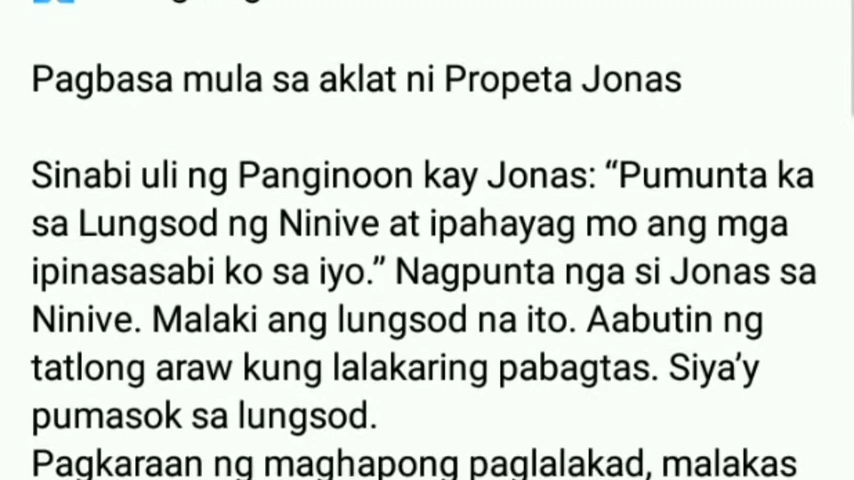 Pagbasa mula sa aklat ni Propeta Jonas
Sinabi uli ng Panginoon kay Jonas: “Pumunta ka
sa Lungsod ng Ninive at ipahayag mo ang mga
ipinasasabi ko sa iyo.” Nagpunta nga si Jonas sa
Ninive. Malaki ang lungsod na ito. Aabutin ng
tatlong araw kung lalakaring pabagtas. Siya’y
pumasok sa lungsod.
Pagkaraan ng maghapong paglalakad, malakas